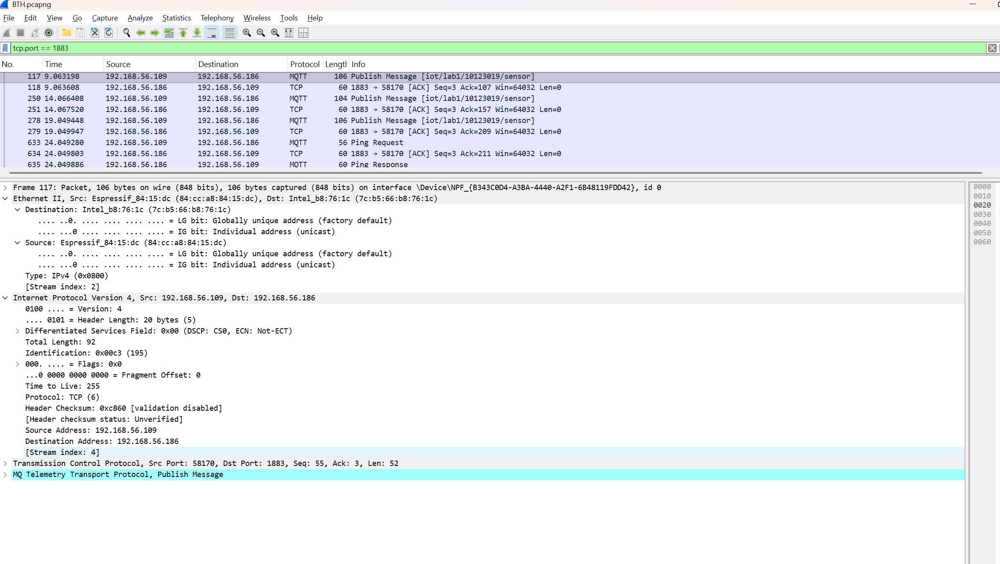 BTH.pcapng
File Edit View Go Capture Analyze Statistics Telephony Wireless Tools Help
tcp.port == 1883
No. Time Source Destination Protocol Length Info
117 9.063198 192.168.56.109 192.168.56.186 MQTT 106 Publish Message [iot/lab1/10123019/sensor]
118 9.063608 192.168.56.186 192.168.56.109 TCP 60 1883 → 58170 [ACK] Seq=3 Ack=107 Win=64032 Len=0
250 14.066408 192.168.56.109 192.168.56.186 MQTT 104 Publish Message [iot/lab1/10123019/sensor]
251 14.067520 192.168.56.186 192.168.56.109 TCP 60 1883 → 58170 [ACK] Seq=3 Ack=157 Win=64032 Len=0
278 19.049448 192.168.56.109 192.168.56.186 MQTT 106 Publish Message [iot/lab1/10123019/sensor]
279 19.049947 192.168.56.186 192.168.56.109 TCP 60 1883 → 58170 [ACK] Seq=3 Ack=209 Win=64032 Len=0
633 24.049280 192.168.56.109 192.168.56.186 MQTT 56 Ping Request
634 24.049803 192.168.56.186 192.168.56.109 TCP 60 1883 → 58170 [ACK] Seq=3 Ack=211 Win=64032 Len=0
635 24.049886 192.168.56.186 192.168.56.109 MQTT 60 Ping Response
Frame 117: Packet, 106 bytes on wire (848 bits), 106 bytes captured (848 bits) on interface \Device\NPF_{B343C0D4-A3BA-4440-A2F1-6B48119FDD42}, id 0
Ethernet II, Src: Espressif_84:15:dc (84:cc:a8:84:15:dc), Dst: Intel_b8:76:1c (7c:b5:66:b8:76:1c)
Destination: Intel_b8:76:1c (7c:b5:66:b8:76:1c)
.... ..0. .... .... .... .... = LG bit: Globally unique address (factory default)
.... ...0 .... .... .... .... = IG bit: Individual address (unicast)
Source: Espressif_84:15:dc (84:cc:a8:84:15:dc)
.... ..0. .... .... .... .... = LG bit: Globally unique address (factory default)
.... ...0 .... .... .... .... = IG bit: Individual address (unicast)
Type: IPv4 (0x0800)
[Stream index: 2]
Internet Protocol Version 4, Src: 192.168.56.109, Dst: 192.168.56.186
0100 .... = Version: 4
.... 0101 = Header Length: 20 bytes (5)
Differentiated Services Field: 0x00 (DSCP: CS0, ECN: Not-ECT)
Total Length: 92
Identification: 0x00c3 (195)
000. .... = Flags: 0x0
...0 0000 0000 0000 = Fragment Offset: 0
Time to Live: 255
Protocol: TCP (6)
Header Checksum: 0xc860 [validation disabled]
[Header checksum status: Unverified]
Source Address: 192.168.56.109
Destination Address: 192.168.56.186
[Stream index: 4]
Transmission Control Protocol, Src Port: 58170, Dst Port: 1883, Seq: 55, Ack: 3, Len: 52
MQ Telemetry Transport Protocol, Publish Message
0000
0010
0020
0030
0040
0050
0060